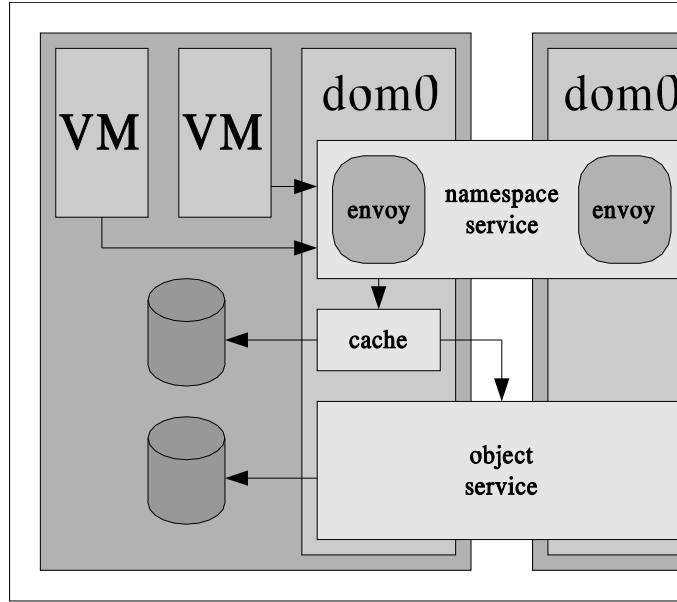 VM VM dom0 dom0
envoy namespace service envoy
cache
object
service